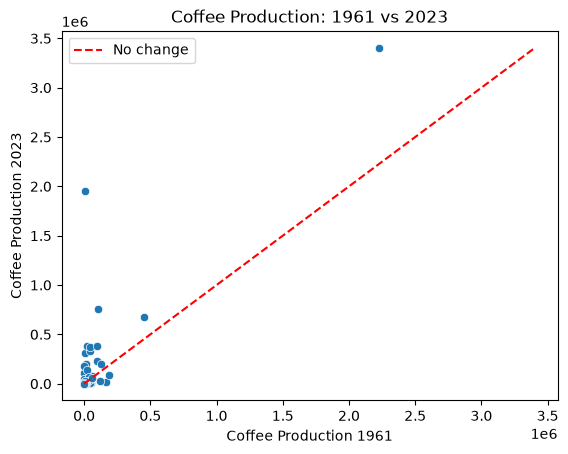 Coffee Production: 1961 vs 2023
1e6
No change
3.5
3.0
2.5
2.0
1.5
1.0
0.5
0.0
Coffee Production 2023
0.0 0.5 1.0 1.5 2.0 2.5 3.0 3.5
Coffee Production 1961
1e6